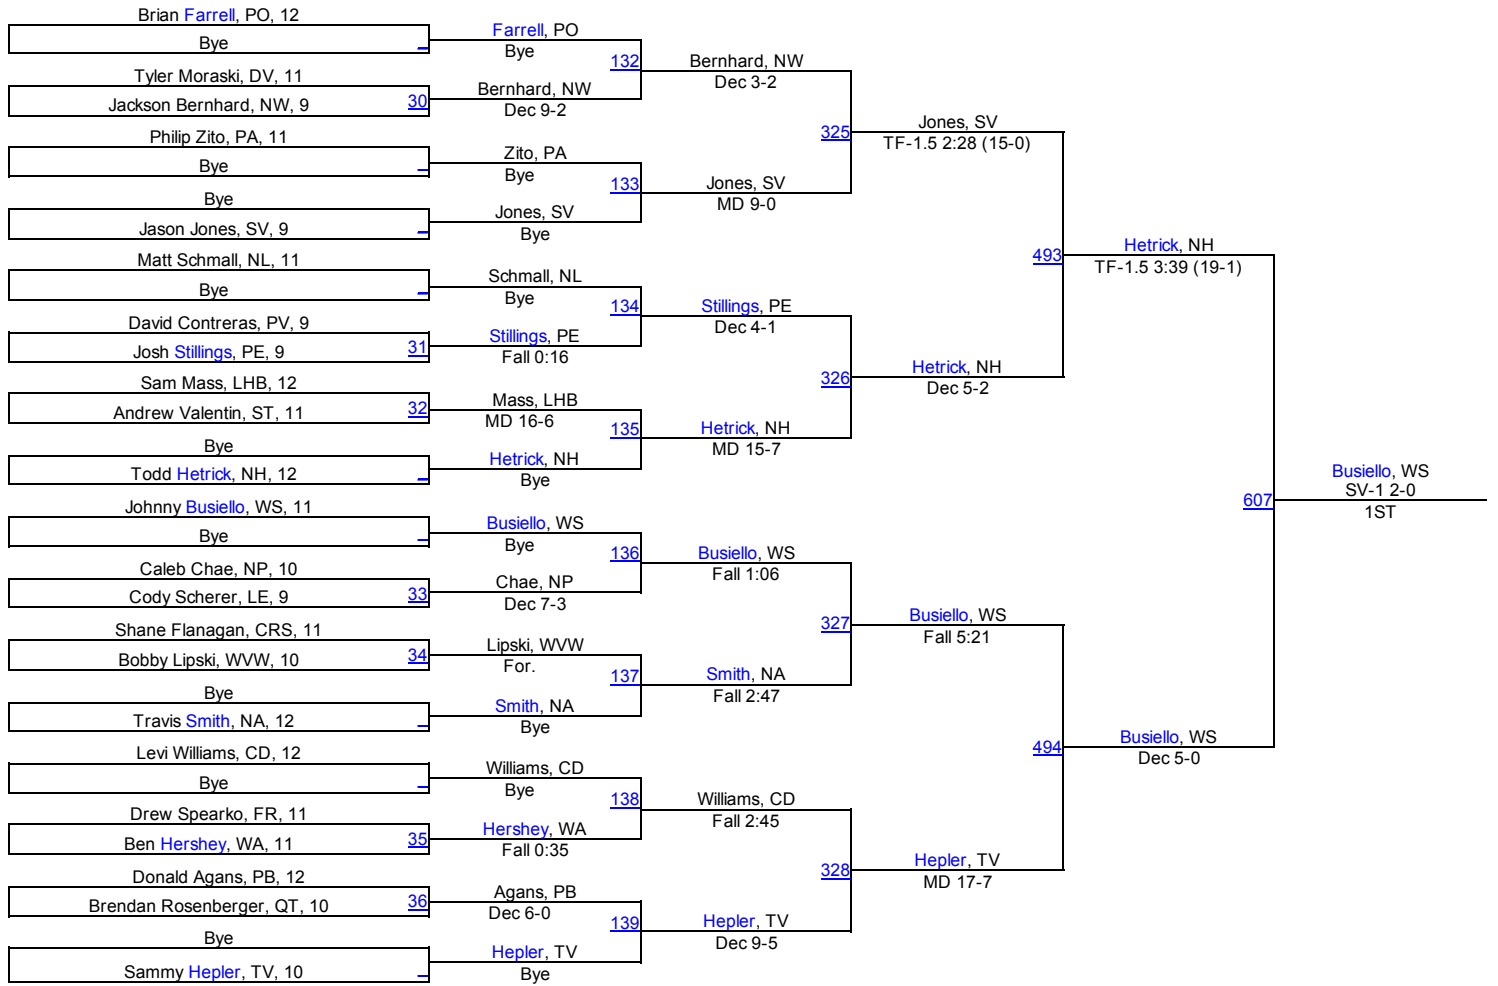 Brian Farrell, PO, 12
Bye
Tyler Moraski, DV, 11
Jackson Bernhard, NW, 9
30
Philip Zito, PA, 11
Bye
Bye
Jason Jones, SV, 9
Matt Schmall, NL, 11
Bye
David Contreras, PV, 9
Josh Stillings, PE, 9
31
Sam Mass, LHB, 12
Andrew Valentin, ST, 11
32
Bye
Todd Hetrick, NH, 12
Johnny Busiello, WS, 11
Bye
Caleb Chae, NP, 10
Cody Scherer, LE, 9
33
Shane Flanagan, CRS, 11
Bobby Lipski, WVW, 10
34
Bye
Travis Smith, NA, 12
Levi Williams, CD, 12
Bye
Drew Spearko, FR, 11
Ben Hershey, WA, 11
35
Donald Agans, PB, 12
Brendan Rosenberger, QT, 10
36
Bye
Sammy Hepler, TV, 10
Farrell, PO
Bye
132
Bernhard, NW
Dec 9-2
Zito, PA
Bye
133
Jones, SV
Bye
Schmall, NL
Bye
134
Stillings, PE
Fall 0:16
Mass, LHB
MD 16-6
135
Hetrick, NH
Bye
Busiello, WS
Bye
136
Chae, NP
Dec 7-3
Lipski, WVW
For.
137
Smith, NA
Bye
Williams, CD
Bye
138
Hershey, WA
Fall 0:35
Agans, PB
Dec 6-0
139
Hepler, TV
Bye
Bernhard, NW
Dec 3-2
325
Jones, SV
MD 9-0
Stillings, PE
Dec 4-1
326
Hetrick, NH
MD 15-7
Busiello, WS
Fall 1:06
327
Smith, NA
Fall 2:47
Williams, CD
Fall 2:45
328
Hepler, TV
Dec 9-5
Jones, SV
TF-1.5 2:28 (15-0)
493
Hetrick, NH
Dec 5-2
Busiello, WS
Fall 5:21
494
Hepler, TV
MD 17-7
Hetrick, NH
TF-1.5 3:39 (19-1)
607
Busiello, WS
Dec 5-0
Busiello, WS
SV-1 2-0
1ST